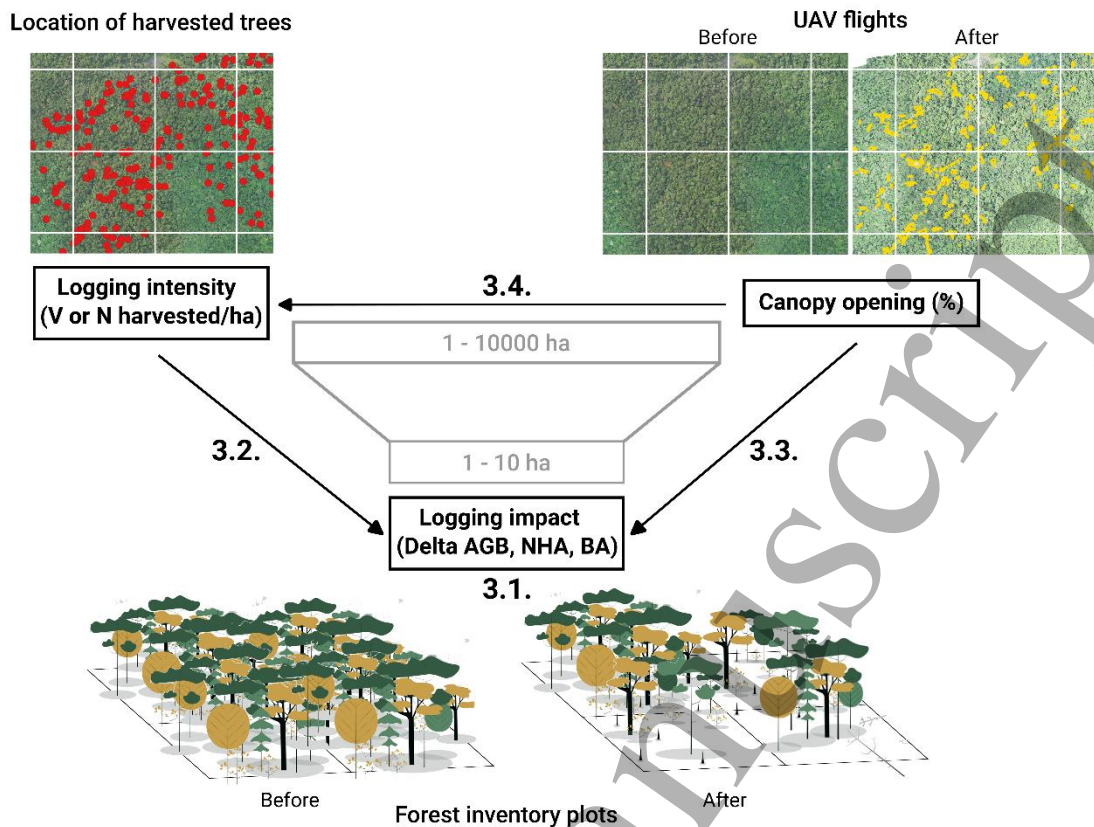 Location of harvested trees
UAV flights
Before
After
Logging intensity
(V or N harvested/ha)
3.4.
Canopy opening (%)
1 - 10000 ha
3.2.
3.3.
1 - 10 ha
Logging impact
(Delta AGB, NHA, BA)
3.1.
Before
After
Forest inventory plots